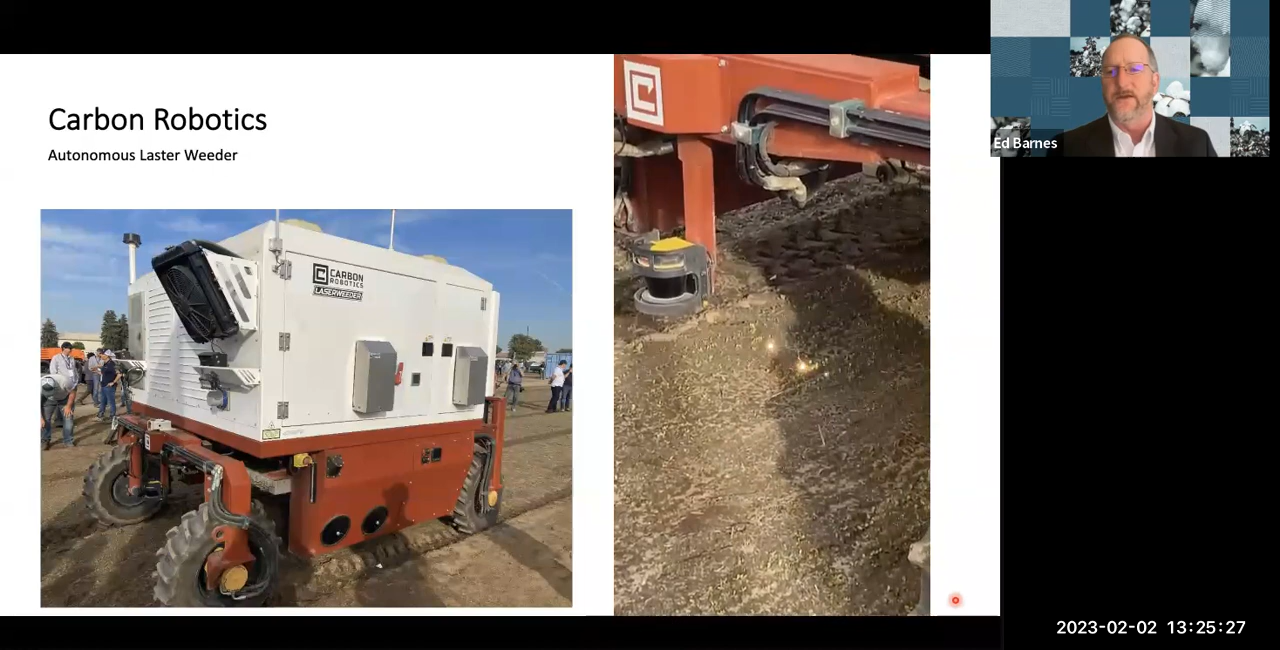 Carbon Robotics
Autonomous Laster Weeder
CARBON
ROBOTICS
LASERWEEDER
Ed Barnes
2023-02-02 13:25:27